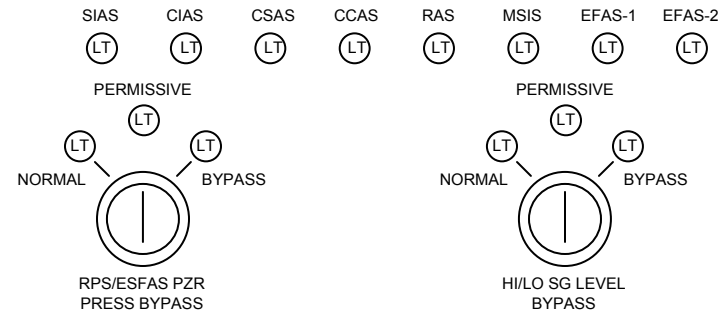 SIAS CIAS CSAS CCAS RAS MSIS EFAS-1 EFAS-2
LT LT LT LT LT LT LT LT
PERMISSIVE PERMISSIVE
LT LT
LT LT LT LT
NORMAL BYPASS NORMAL BYPASS
RPS/ESFAS PZR HI/LO SG LEVEL
PRESS BYPASS BYPASS